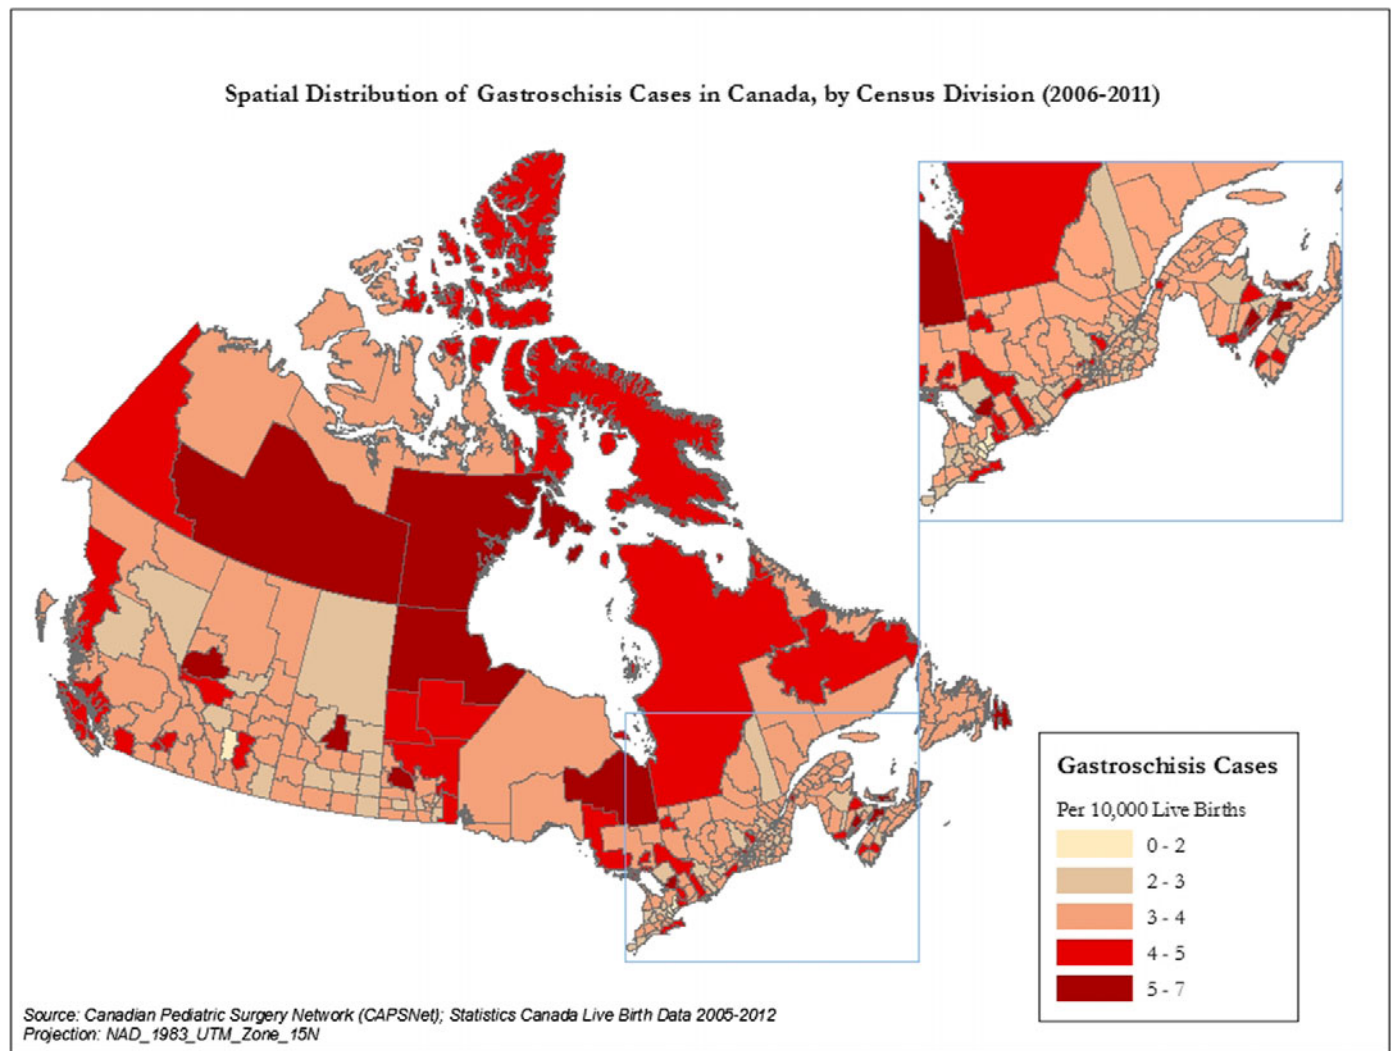 Spatial Distribution of Gastroschisis Cases in Canada, by Census Division (2006-2011)
Gastroschisis Cases
Per 10,000 Live Births
0 - 2
2 - 3
3 - 4
4 - 5
5 - 7
Source: Canadian Pediatric Surgery Network (CAPSNet); Statistics Canada Live Birth Data 2005-2012
Projection: NAD_1983_UTM_Zone_15N